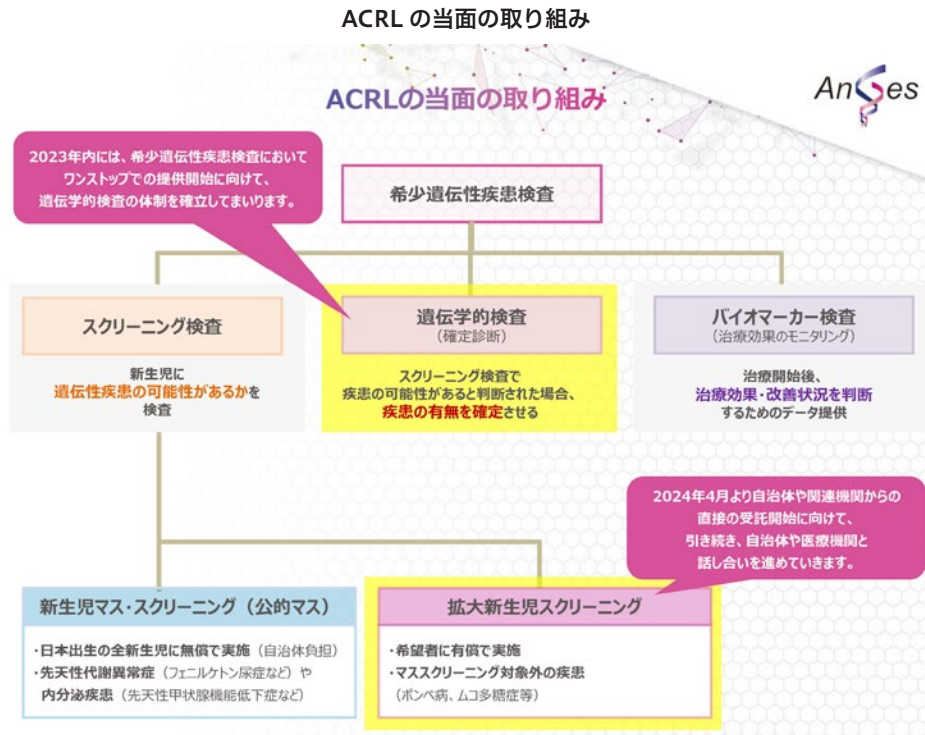 ACRL の当面の取り組み
ACRLの当面の取り組み
AnGes
2023年内には、希少遺伝性疾患検査において
ワンストップでの提供開始に向けて、
遺伝学的検査の体制を確立してまいります。
希少遺伝性疾患検査
スクリーニング検査
新生児に
遺伝性疾患の可能性があるかを
検査
遺伝学的検査
(確定診断)
スクリーニング検査で
疾患の可能性があると判断された場合、
疾患の有無を確定させる
バイオマーカー検査
(治療効果のモニタリング)
治療開始後、
治療効果・改善状況を判断
するためのデータ提供
2024年4月より自治体や関連機関からの
直接の受託開始に向けて、
引き続き、自治体や医療機関と
話し合いを進めていきます。
新生児マス・スクリーニング（公的マス）
・日本出生の全新生児に無償で実施（自治体負担）
・先天性代謝異常症（フェニルケトン尿症など）や
内分泌疾患（先天性甲状腺機能低下症など）
拡大新生児スクリーニング
・希望者に有償で実施
・マススクリーニング対象外の疾患
（ポンペ病、ムコ多糖症等）